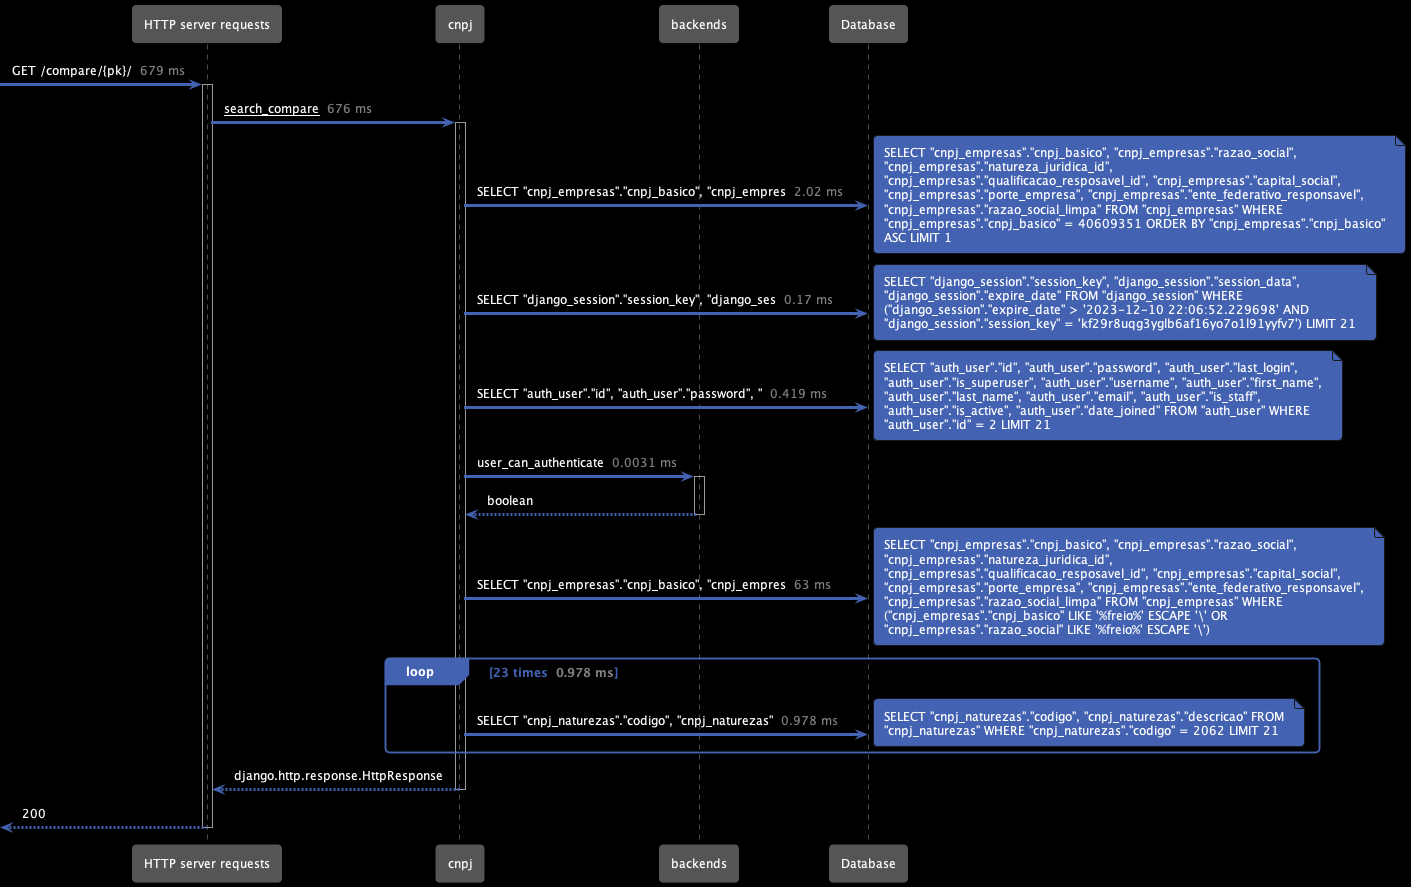 HTTP server requests
cnpj
backends
Database
GET /compare/{pk}/ 679 ms
search_compare 676 ms
SELECT "cnpj_empresas"."cnpj_basico", "cnpj_empresas"."razao_social",
"cnpj_empresas"."natureza_juridica_id",
"cnpj_empresas"."qualificacao_resposavel_id", "cnpj_empresas"."capital_social",
"cnpj_empresas"."porte_empresa", "cnpj_empresas"."ente_federativo_responsavel",
"cnpj_empresas"."razao_social_limpa" FROM "cnpj_empresas" WHERE
"cnpj_empresas"."cnpj_basico" = 40609351 ORDER BY "cnpj_empresas"."cnpj_basico"
ASC LIMIT 1
SELECT "cnpj_empresas"."cnpj_basico", "cnpj_empres 2.02 ms
SELECT "django_session"."session_key", "django_session"."session_data",
"django_session"."expire_date" FROM "django_session" WHERE
("django_session"."expire_date" > '2023-12-10 22:06:52.229698' AND
"django_session"."session_key" = 'kf29r8uqg3yglb6af16yo7o1l91yyfv7') LIMIT 21
SELECT "django_session"."session_key", "django_ses 0.17 ms
SELECT "auth_user"."id", "auth_user"."password", "auth_user"."last_login",
"auth_user"."is_superuser", "auth_user"."username", "auth_user"."first_name",
"auth_user"."last_name", "auth_user"."email", "auth_user"."is_staff",
"auth_user"."is_active", "auth_user"."date_joined" FROM "auth_user" WHERE
"auth_user"."id" = 2 LIMIT 21
SELECT "auth_user"."id", "auth_user"."password", " 0.419 ms
user_can_authenticate 0.0031 ms
boolean
SELECT "cnpj_empresas"."cnpj_basico", "cnpj_empresas"."razao_social",
"cnpj_empresas"."natureza_juridica_id",
"cnpj_empresas"."qualificacao_resposavel_id", "cnpj_empresas"."capital_social",
"cnpj_empresas"."porte_empresa", "cnpj_empresas"."ente_federativo_responsavel",
"cnpj_empresas"."razao_social_limpa" FROM "cnpj_empresas" WHERE
("cnpj_empresas"."cnpj_basico" LIKE '%freio%' ESCAPE '\' OR
"cnpj_empresas"."razao_social" LIKE '%freio%' ESCAPE '\')
SELECT "cnpj_empresas"."cnpj_basico", "cnpj_empres 63 ms
loop [23 times 0.978 ms]
SELECT "cnpj_naturezas"."codigo", "cnpj_naturezas"."descricao" FROM
"cnpj_naturezas" WHERE "cnpj_naturezas"."codigo" = 2062 LIMIT 21
SELECT "cnpj_naturezas"."codigo", "cnpj_naturezas" 0.978 ms
django.http.response.HttpResponse
200
HTTP server requests
cnpj
backends
Database